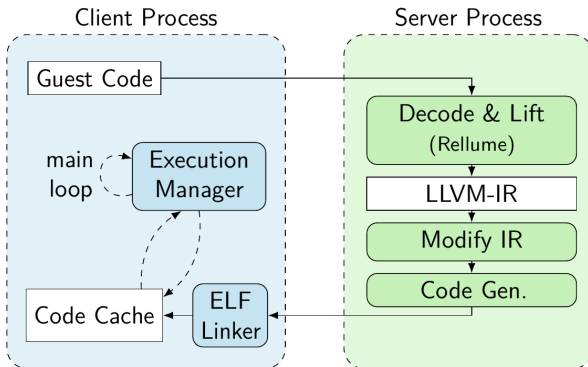 Client Process
Server Process
Guest Code
Decode & Lift
(Rellume)
main
loop
Execution
Manager
LLVM-IR
Modify IR
Code Gen.
Code Cache
ELF
Linker